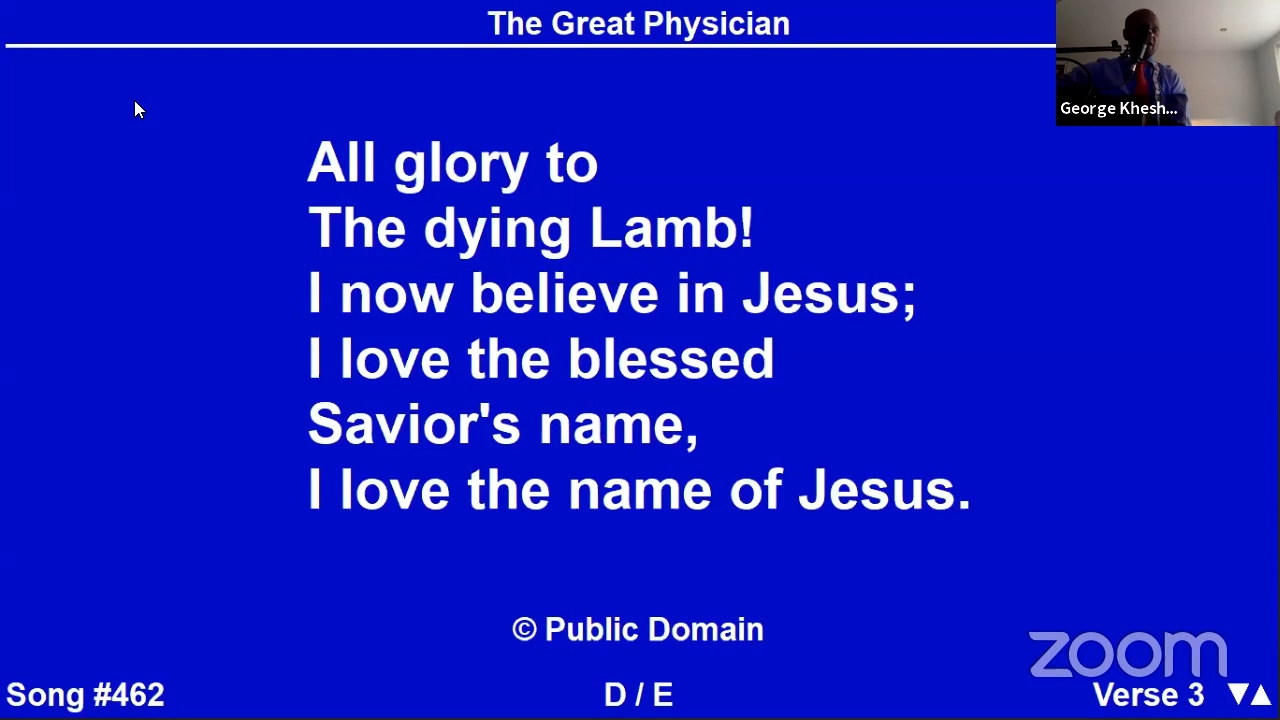 The Great Physician
George Khesh...
All glory to
The dying Lamb!
I now believe in Jesus;
I love the blessed
Savior's name,
I love the name of Jesus.
© Public Domain
zoom
Song #462
D / E
Verse 3 ▼▲